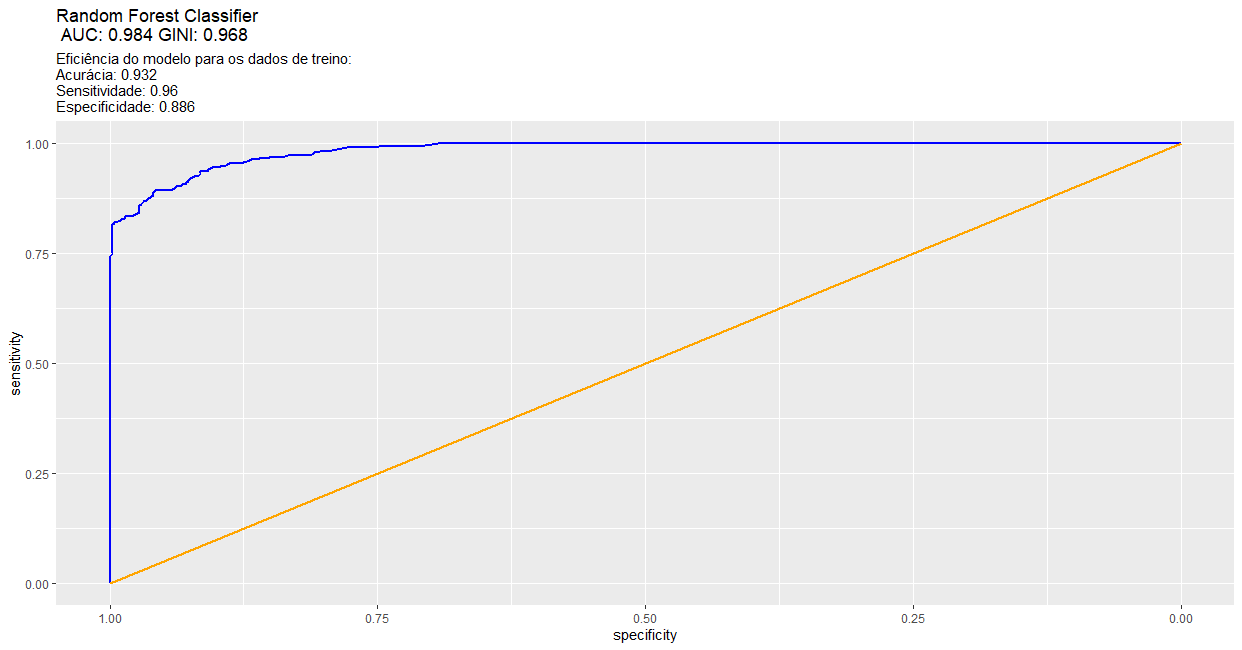 Random Forest Classifier
AUC: 0.984 GINI: 0.968
Eficiência do modelo para os dados de treino:
Acurácia: 0.932
Sensitividade: 0.96
Especificidade: 0.886
1.00
0.75
0.50
0.25
0.00
sensitivity
1.00 0.75 0.50 0.25 0.00
specificity